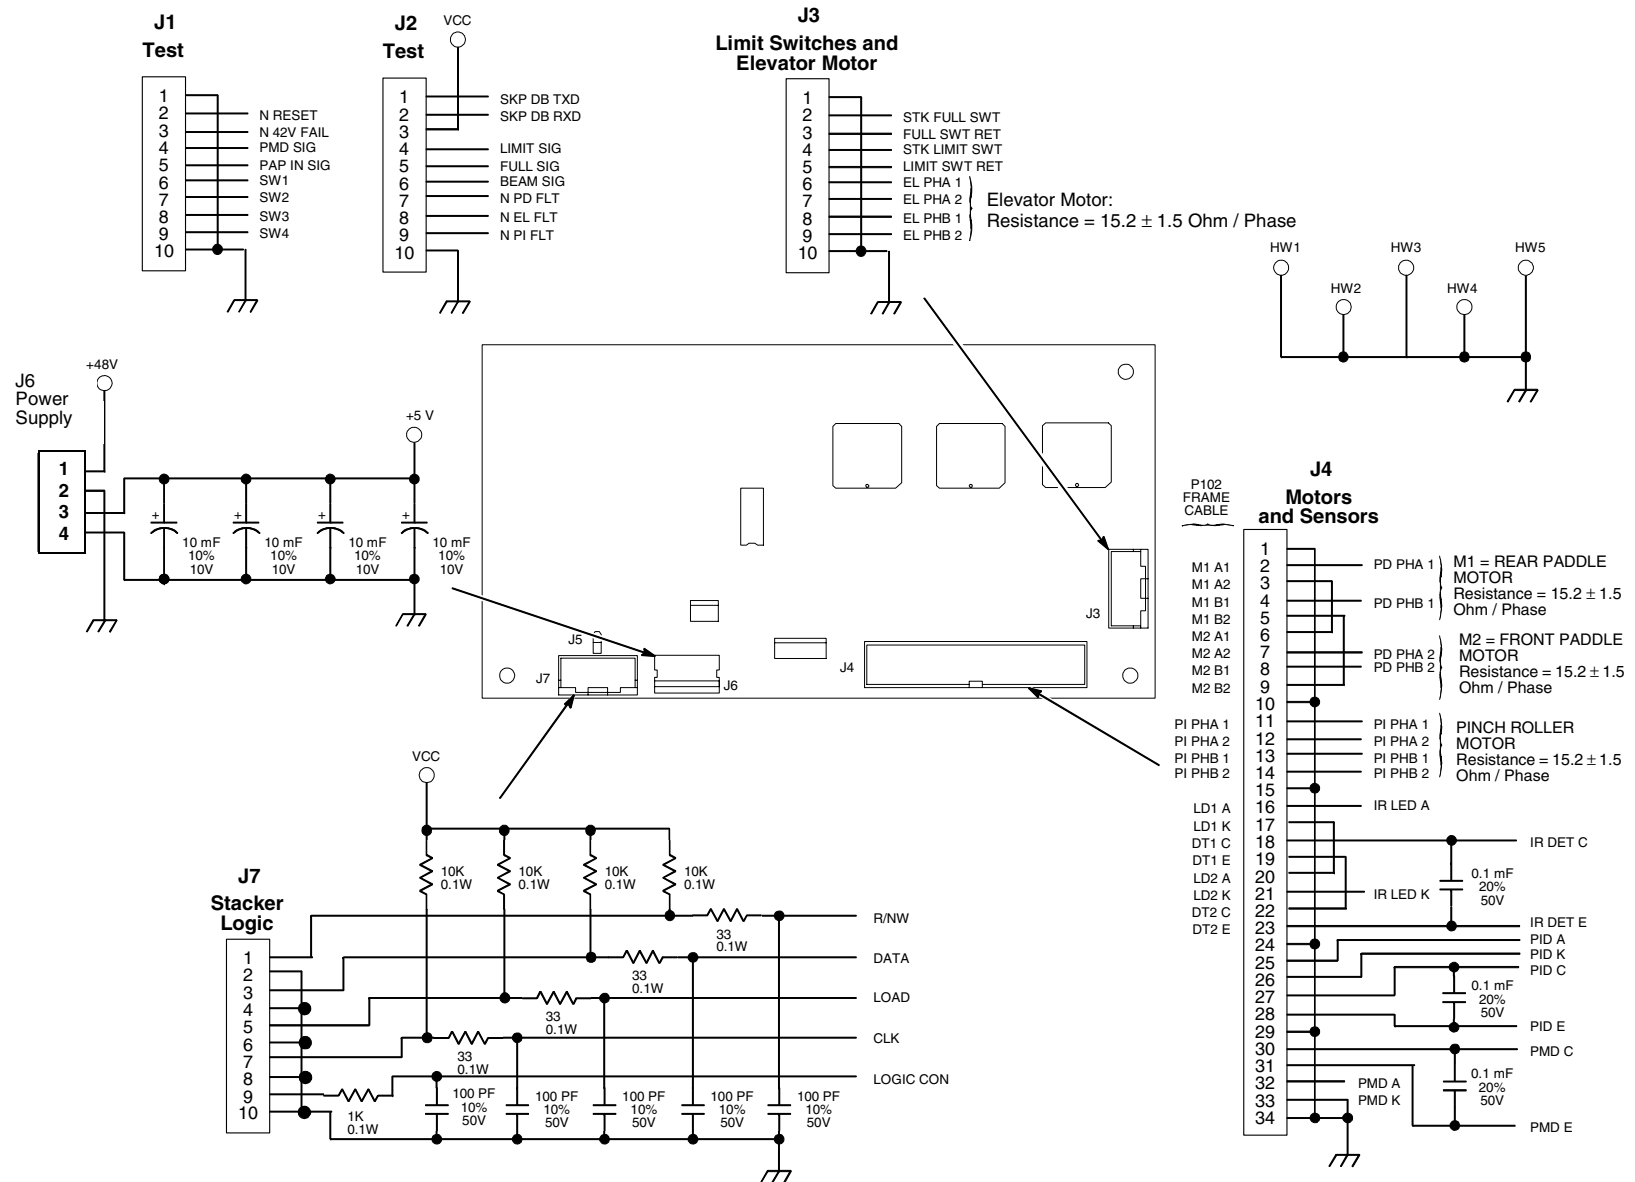 J1
Test
1
2
3
4
5
6
7
8
9
10
N RESET
N 42V FAIL
PMD SIG
PAP IN SIG
SW1
SW2
SW3
SW4
J2
Test
VCC
1
2
3
4
5
6
7
8
9
10
SKP DB TXD
SKP DB RXD
LIMIT SIG
FULL SIG
BEAM SIG
N PD FLT
N EL FLT
N PI FLT
J3
Limit Switches and
Elevator Motor
1
2
3
4
5
6
7
8
9
10
STK FULL SWT
FULL SWT RET
STK LIMIT SWT
LIMIT SWT RET
EL PHA 1
EL PHA 2
EL PHB 1
EL PHB 2
Elevator Motor:
Resistance = 15.2 ± 1.5 Ohm / Phase
HW1
HW2
HW3
HW4
HW5
J6
Power
Supply
+48V
1
2
3
4
+5 V
+
10 mF
10%
10V
+
10 mF
10%
10V
+
10 mF
10%
10V
+
10 mF
10%
10V
J5
J7
J6
J4
J3
J4
Motors
and Sensors
P102
FRAME
CABLE
M1 A1
M1 A2
M1 B1
M1 B2
M2 A1
M2 A2
M2 B1
M2 B2
PI PHA 1
PI PHA 2
PI PHB 1
PI PHB 2
LD1 A
LD1 K
DT1 C
DT1 E
LD2 A
LD2 K
DT2 C
DT2 E
1
2
3
4
5
6
7
8
9
10
11
12
13
14
15
16
17
18
19
20
21
22
23
24
25
26
27
28
29
30
31
32
33
34
PD PHA 1
PD PHB 1
M1 = REAR PADDLE
MOTOR
Resistance = 15.2 ± 1.5
Ohm / Phase
PD PHA 2
PD PHB 2
M2 = FRONT PADDLE
MOTOR
Resistance = 15.2 ± 1.5
Ohm / Phase
PI PHA 1
PI PHA 2
PI PHB 1
PI PHB 2
PINCH ROLLER
MOTOR
Resistance = 15.2 ± 1.5
Ohm / Phase
IR LED A
IR DET C
0.1 mF
20%
50V
IR LED K
IR DET E
PID A
PID K
PID C
0.1 mF
20%
50V
PID E
PMD C
0.1 mF
20%
50V
PMD A
PMD K
PMD E
J7
Stacker
Logic
1
2
3
4
5
6
7
8
9
10
VCC
10K
0.1W
10K
0.1W
10K
0.1W
10K
0.1W
33
0.1W
R/NW
33
0.1W
DATA
33
0.1W
LOAD
33
0.1W
CLK
1K
0.1W
LOGIC CON
100 PF
10%
50V
100 PF
10%
50V
100 PF
10%
50V
100 PF
10%
50V
100 PF
10%
50V